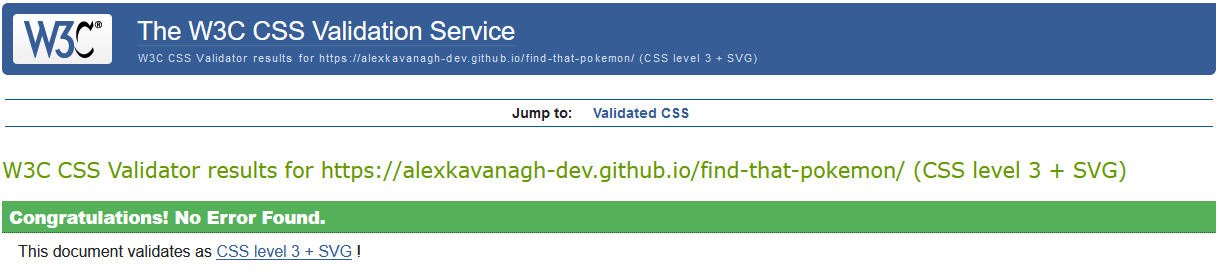 W3C®
The W3C CSS Validation Service
W3C CSS Validator results for https://alexkavanagh-dev.github.io/find-that-pokemon/ (CSS level 3 + SVG)
Jump to: Validated CSS
W3C CSS Validator results for https://alexkavanagh-dev.github.io/find-that-pokemon/ (CSS level 3 + SVG)
Congratulations! No Error Found.
This document validates as CSS level 3 + SVG !